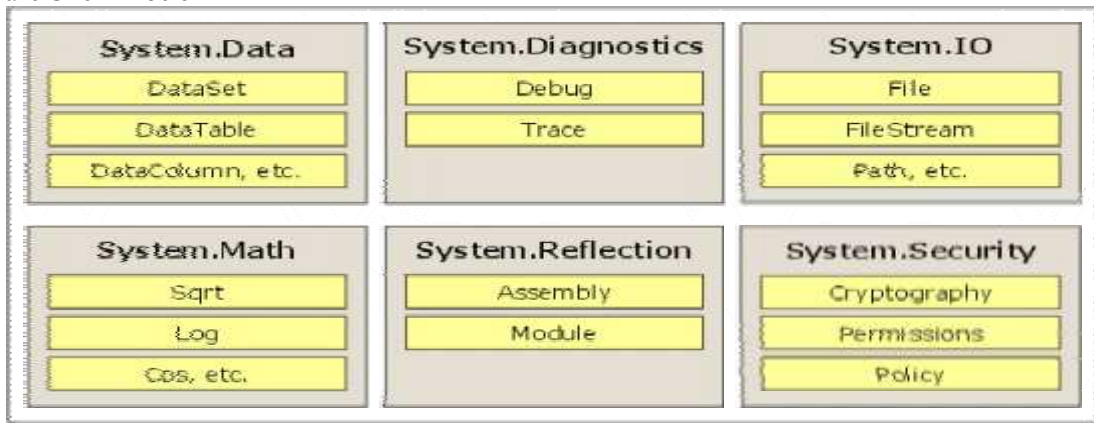 System.Data
DataSet
DataTable
DataColumn, etc.
System.Diagnostics
Debug
Trace
System.IO
File
FileStream
Path, etc.
System.Math
Sqrt
Log
Cos, etc.
System.Reflection
Assembly
Module
System.Security
Cryptography
Permissions
Policy